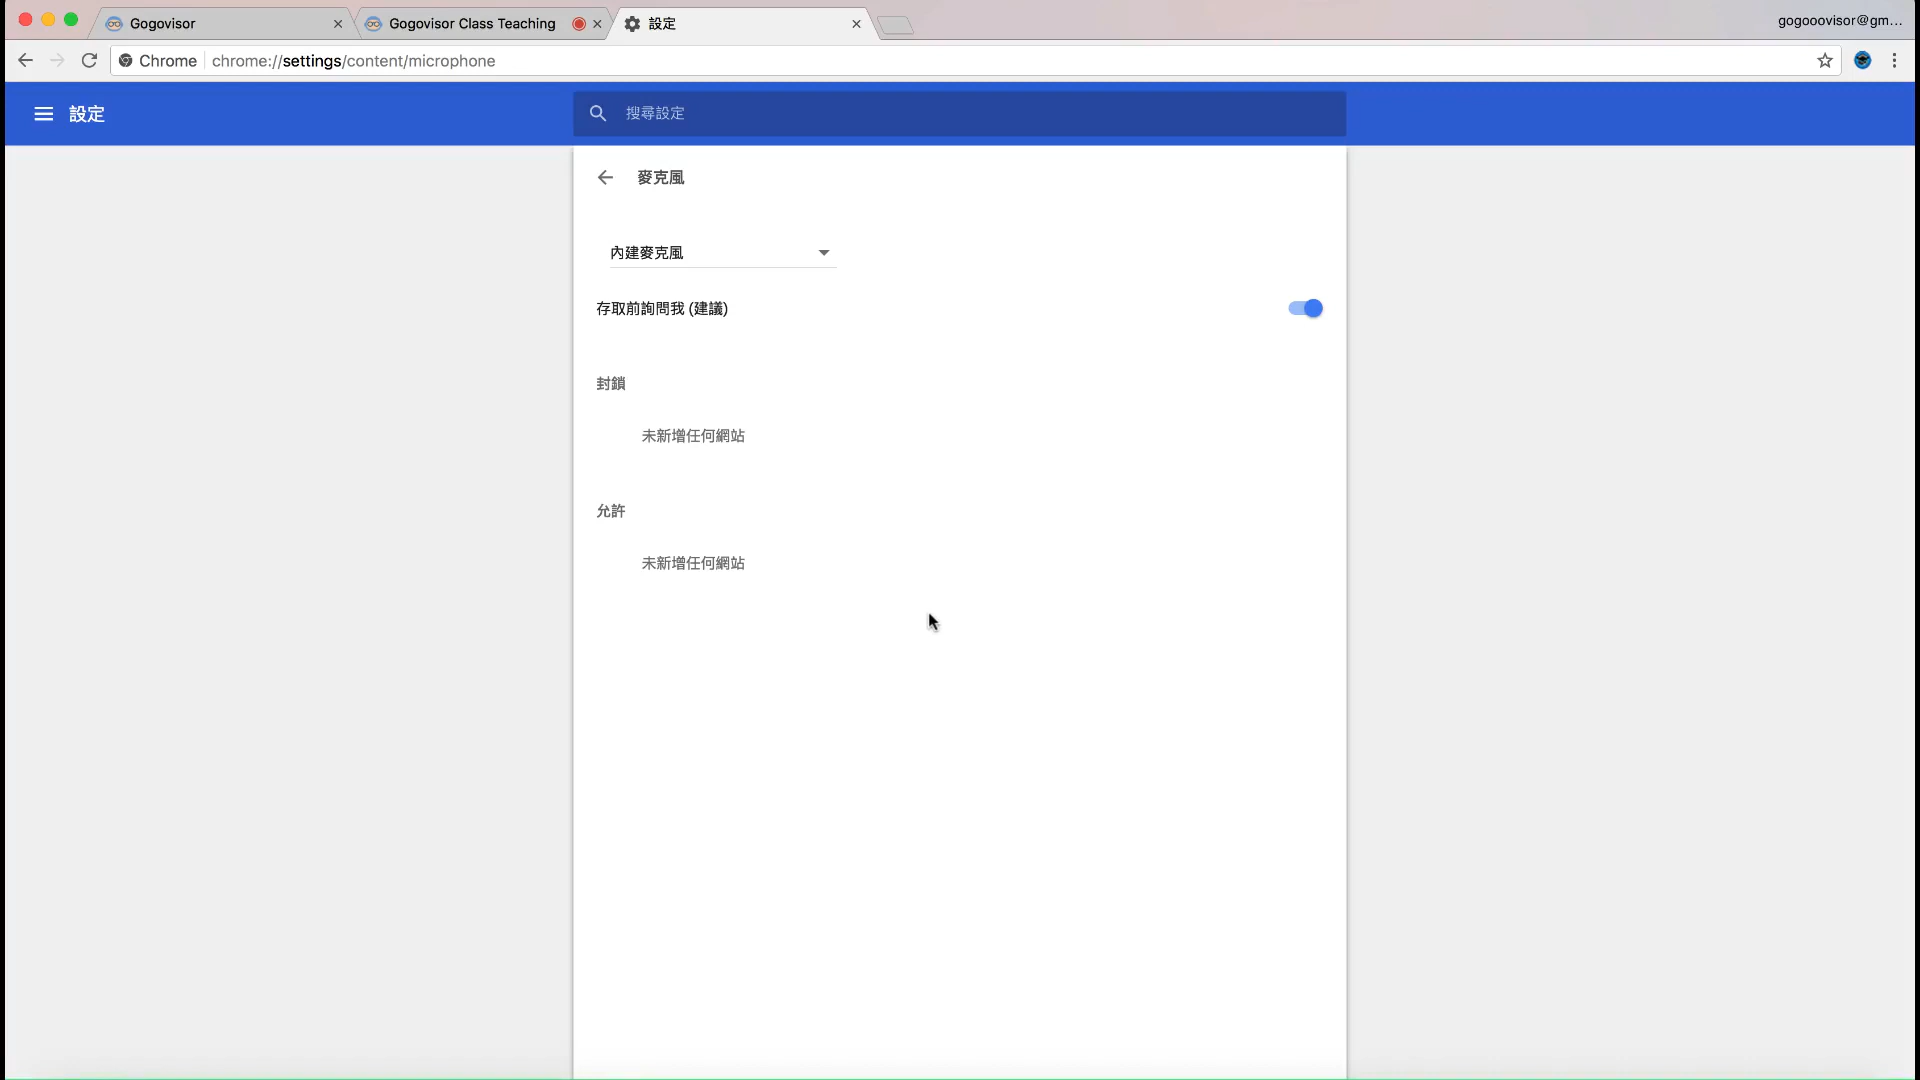 Gogovisor
Gogovisor Class Teaching
設定
gogooovisor@gm...
Chrome
chrome://settings/content/microphone
設定
搜尋設定
麥克風
內建麥克風
存取前詢問我 (建議)
封鎖
未新增任何網站
允許
未新增任何網站